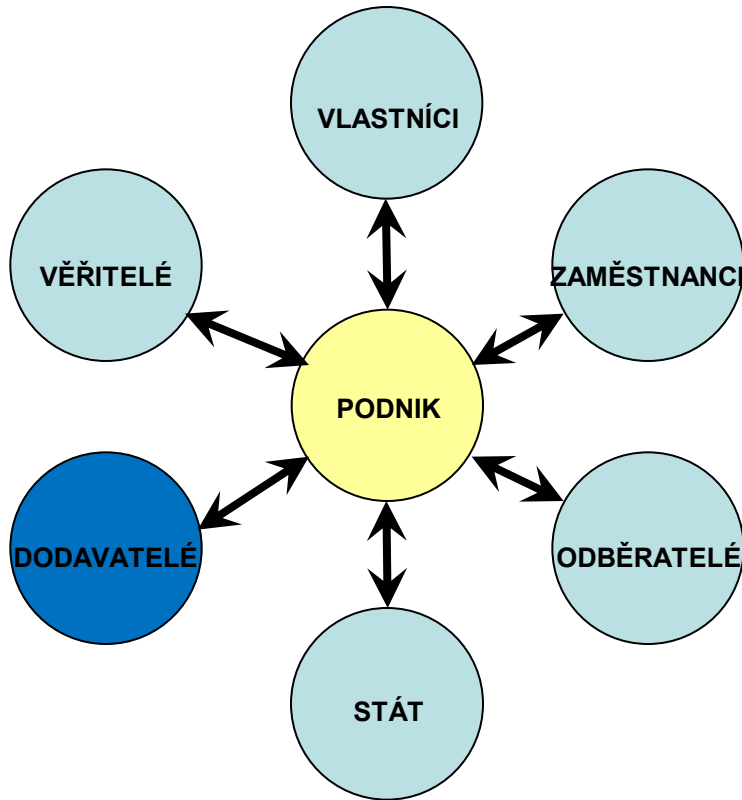 VLASTNÍCI
VĚŘITELÉ
ZAMĚSTNANCI
PODNIK
DODAVATELÉ
ODBĚRATELÉ
STÁT